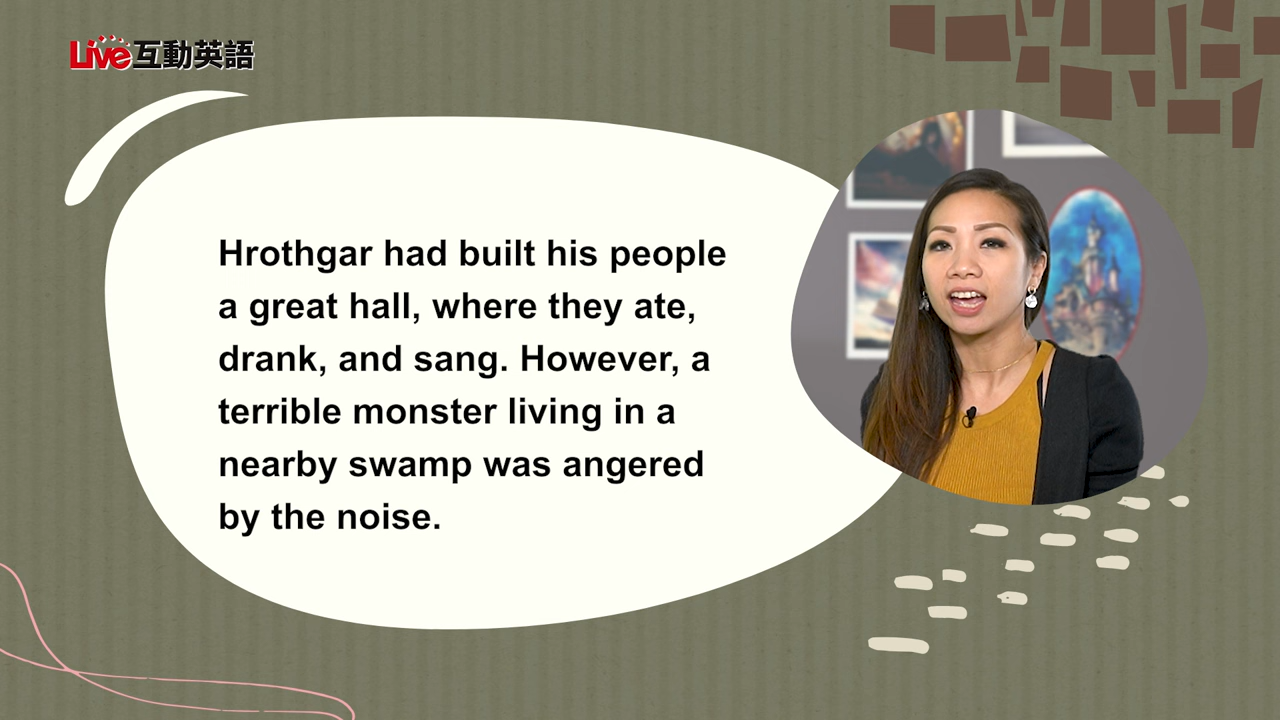 Live互動英語
Hrothgar had built his people
a great hall, where they ate,
drank, and sang. However, a
terrible monster living in a
nearby swamp was angered
by the noise.